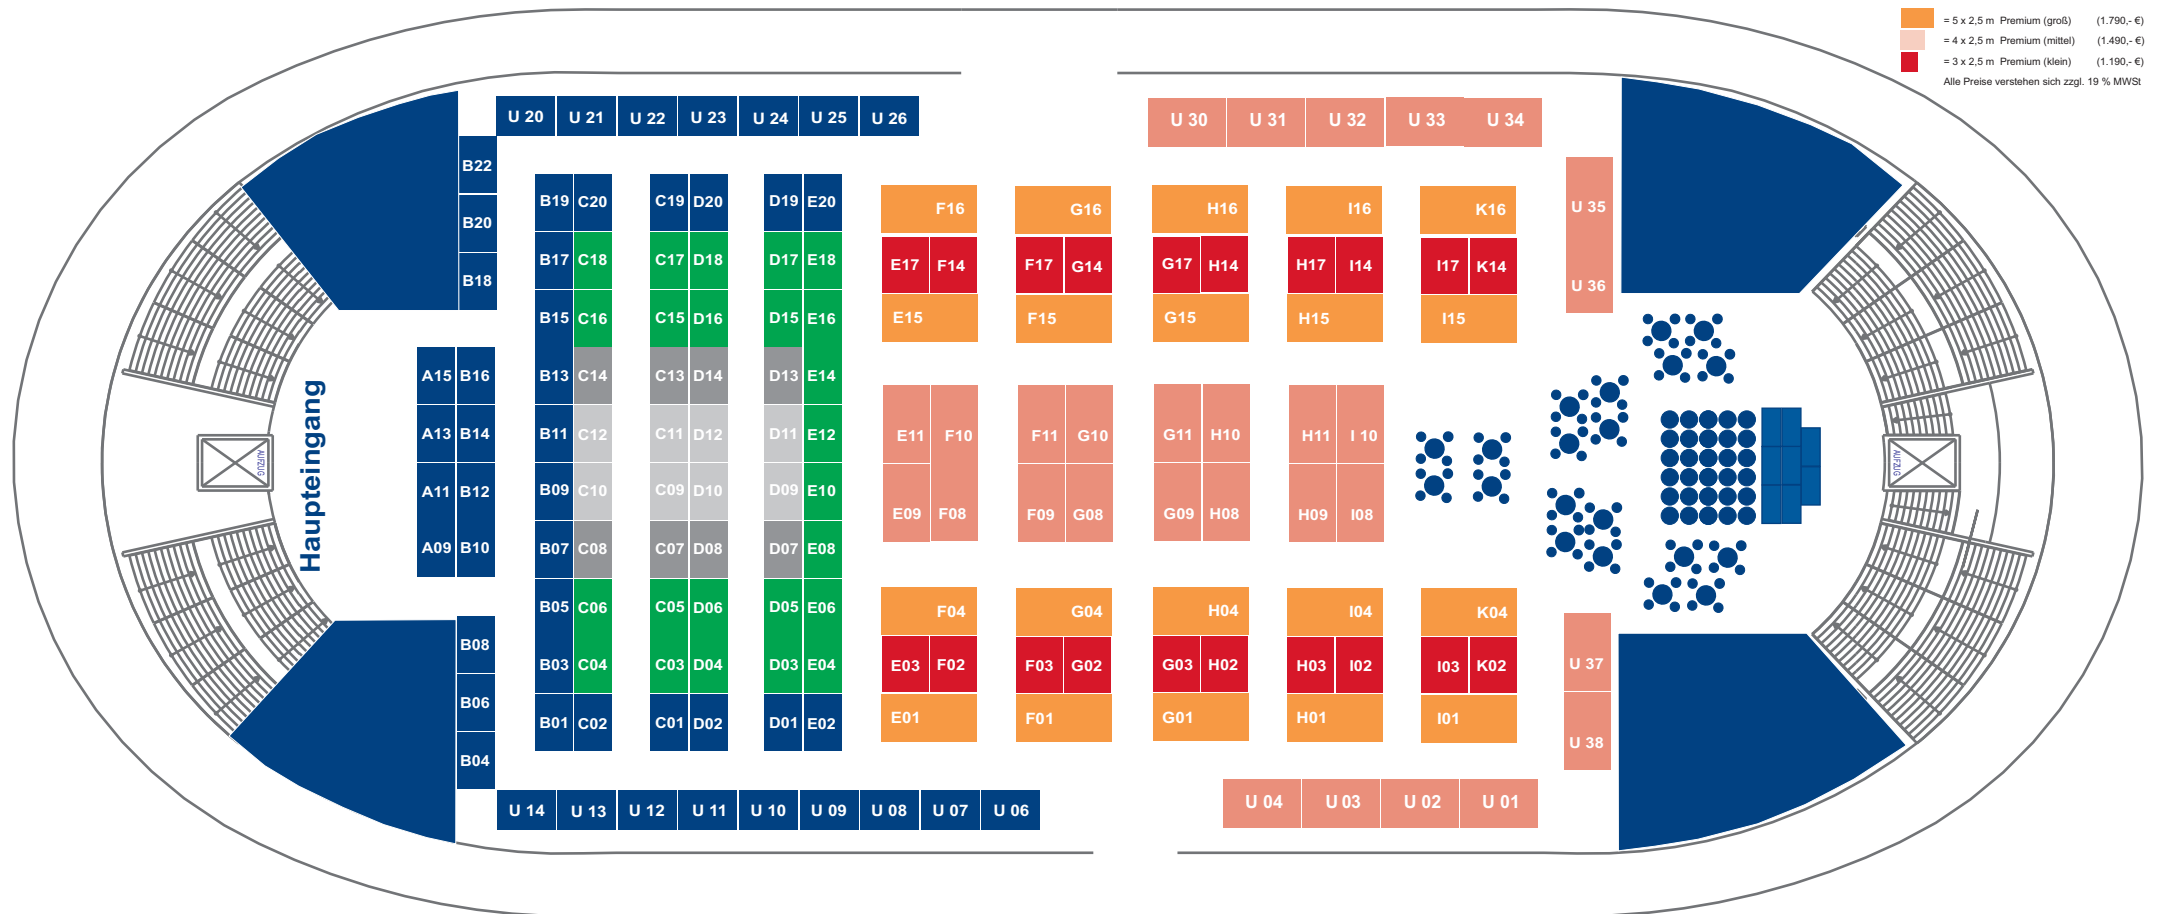 = 5 x 2,5 m Premium (groß) (1.790,- €)
= 4 x 2,5 m Premium (mittel) (1.490,- €)
= 3 x 2,5 m Premium (klein) (1.190,- €)
Alle Preise verstehen sich zzgl. 19 % MWSt
U 20 U 21 U 22 U 23 U 24 U 25 U 26
U 30 U 31 U 32 U 33 U 34
B22
B20
B18
B19 C20 C19 D20 D19 E20
B17 C18 C17 D18 D17 E18
B15 C16 C15 D16 D15 E16
B13 C14 C13 D14 D13 E14
B11 C12 C11 D12 D11 E12
B09 C10 C09 D10 D09 E10
B07 C08 C07 D08 D07 E08
B05 C06 C05 D06 D05 E06
B03 C04 C03 D04 D03 E04
B01 C02 C01 D02 D01 E02
F16 G16 H16 I16 K16
E17 F14 F17 G14 G17 H14 H17 I14 I17 K14
E15 F15 G15 H15 I15
U 35
U 36
A15 B16
A13 B14
A11 B12
A09 B10
Haupteingang
AUFZUG
E11 F10 F11 G10 G11 H10 H11 I 10
E09 F08 F09 G08 G09 H08 H09 I08
AUFZUG
F04 G04 H04 I04 K04
E03 F02 F03 G02 G03 H02 H03 I02 I03 K02
E01 F01 G01 H01 I01
U 37
U 38
B08
B06
B04
U 14 U 13 U 12 U 11 U 10 U 09 U 08 U 07 U 06
U 04 U 03 U 02 U 01